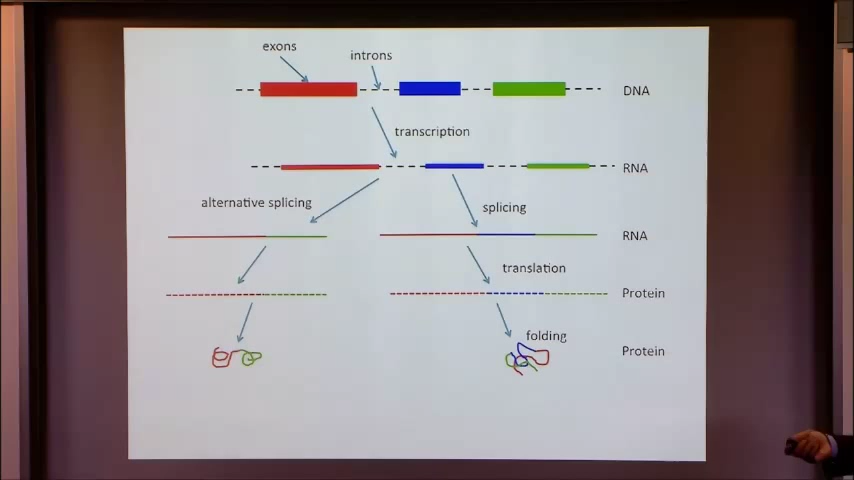 exons
introns
DNA
transcription
RNA
alternative splicing
splicing
RNA
translation
Protein
folding
Protein